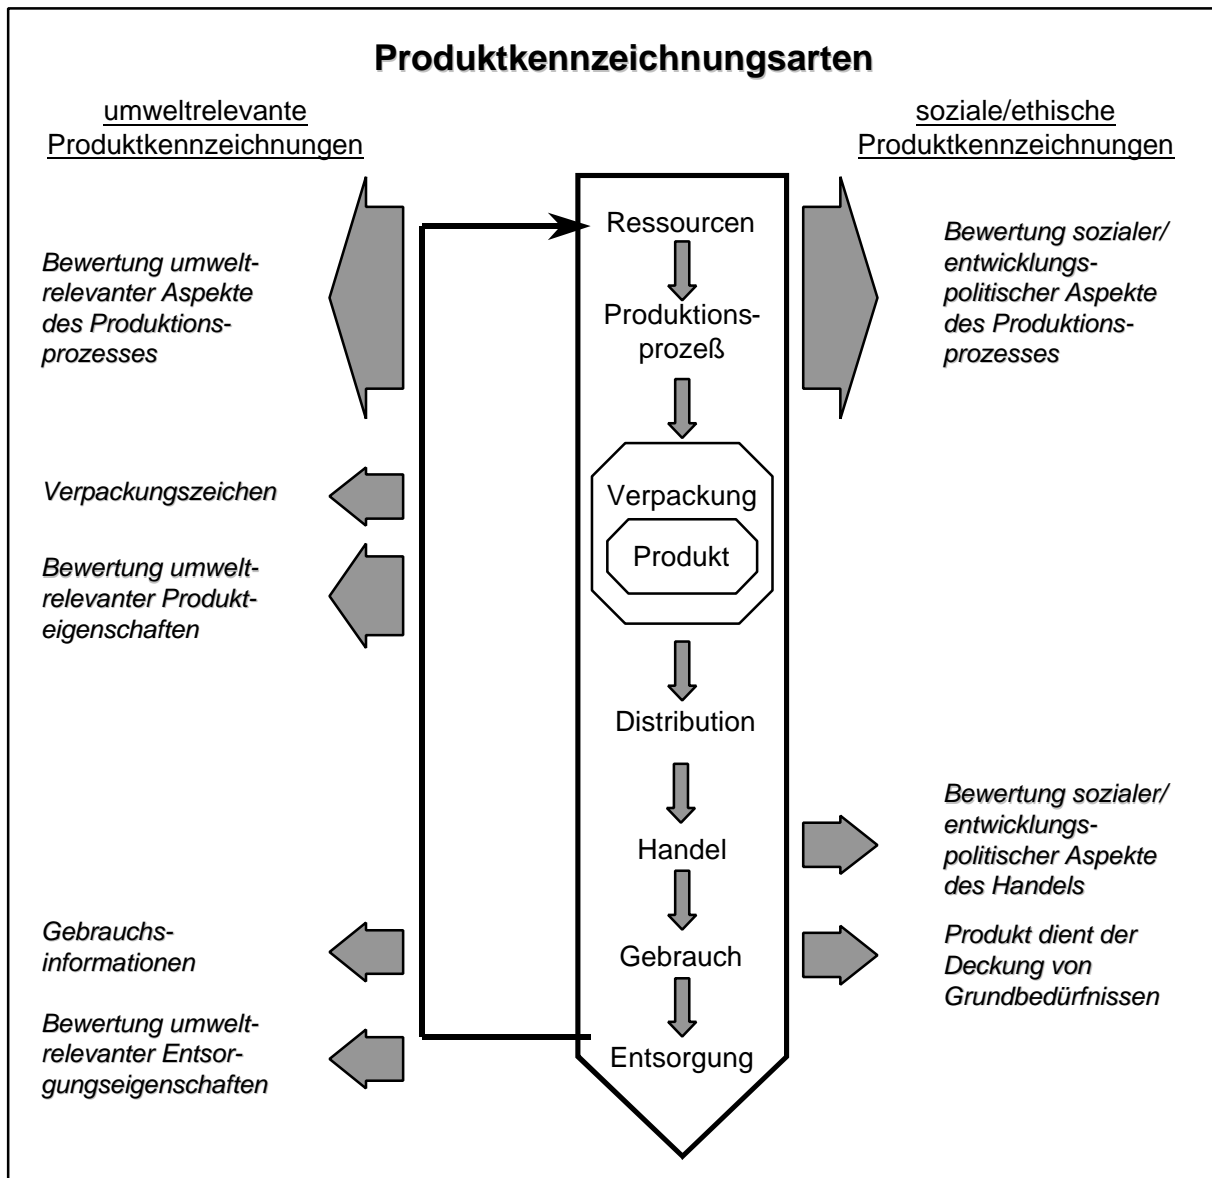 Produktkennzeichnungsarten
umweltrelevante
Produktkennzeichnungen
Bewertung umwelt-
relevanter Aspekte
des Produktions-
prozesses
Verpackungszeichen
Bewertung umwelt-
relevanter Produkt-
eigenschaften
Gebrauchs-
informationen
Bewertung umwelt-
relevanter Entsor-
gungseigenschaften
Ressourcen
Produktions-
prozeß
Verpackung
Produkt
Distribution
Handel
Gebrauch
Entsorgung
soziale/ethische
Produktkennzeichnungen
Bewertung sozialer/
entwicklungs-
politischer Aspekte
des Produktions-
prozesses
Bewertung sozialer/
entwicklungs-
politischer Aspekte
des Handels
Produkt dient der
Deckung von
Grundbedürfnissen